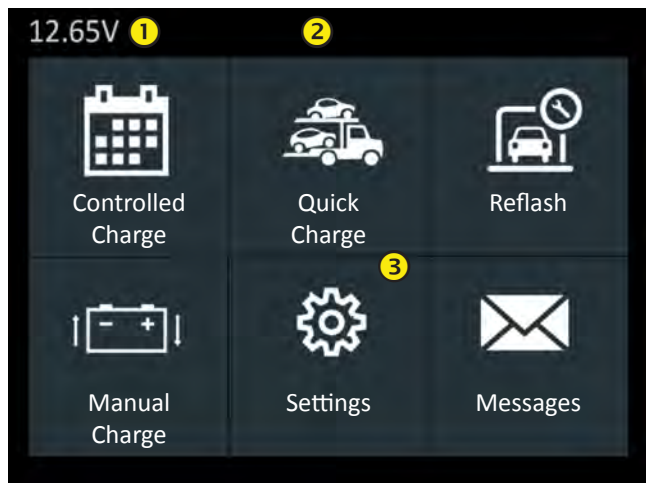 12.65V 1 2
Controlled
Charge
Quick
Charge
Reflash
3
Manual
Charge
Settings
Messages